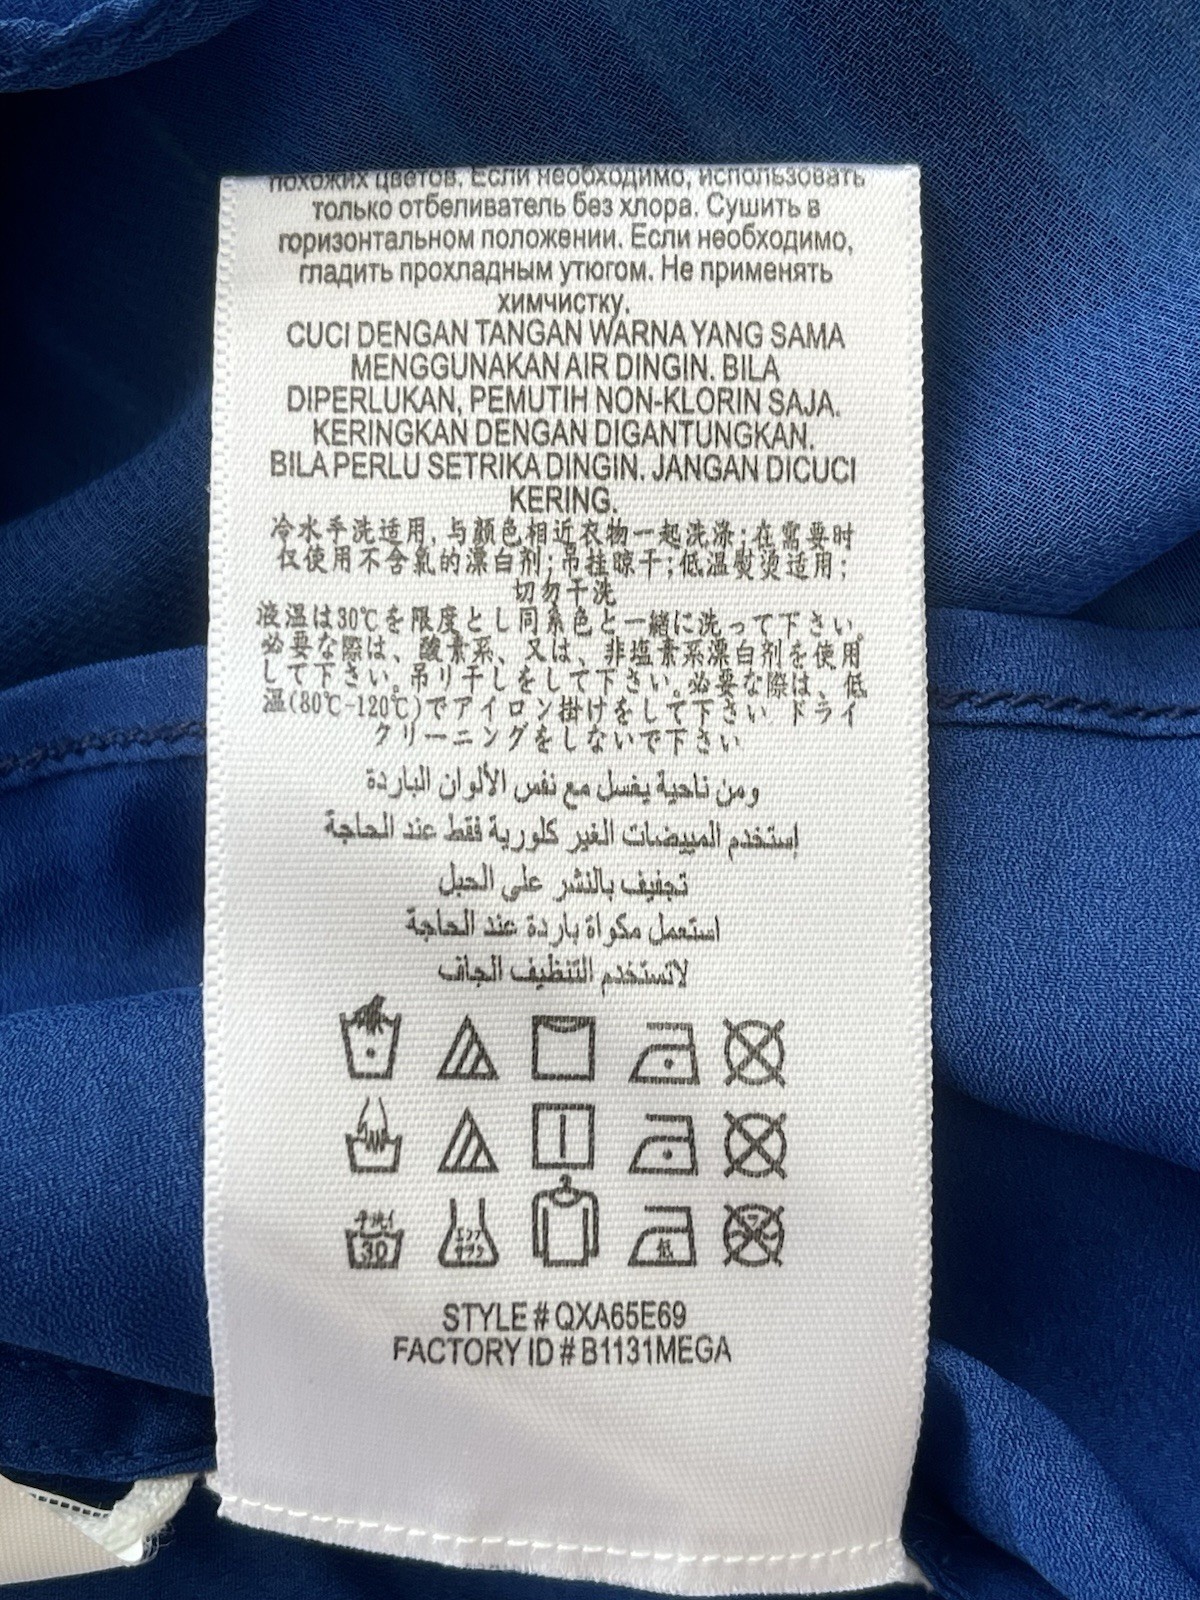 похожих цветов. Если необходимо, использовать
только отбеливатель без хлора. Сушить в
горизонтальном положении. Если необходимо,
гладить прохладным утюгом. Не применять
химчистку.
CUCI DENGAN TANGAN WARNA YANG SAMA
MENGGUNAKAN AIR DINGIN. BILA
DIPERLUKAN, PEMUTIH NON-KLORIN SAJA.
KERINGKAN DENGAN DIGANTUNGKAN.
BILA PERLU SETRIKA DINGIN. JANGAN DICUCI
KERING.
冷水手洗适用,与颜色相近衣物一起洗涤;在需要时
仅使用不含氯的漂白剂;吊挂晾干;低温熨烫适用;
切勿干洗
液温は30℃を限度とし同系色と一緒に洗って下さい。
必要な際は、酸素系、又は、非塩素系漂白剤を使用
して下さい。吊り干しをして下さい。必要な際は、低
温(80℃-120℃)でアイロン掛けをして下さい ドライ
クリーニングをしないで下さい
ومن ناحية يغسل مع نفس الألوان الباردة
إستخدم المبيضات الغير كلورية فقط عند الحاجة
تجفيف بالنشر على الحبل
استعمل مكواة باردة عند الحاجة
لاتستخدم التنظيف الجاف
手洗イ
30
エンソ
サラシ
低
STYLE # QXA65E69
FACTORY ID # B1131MEGA